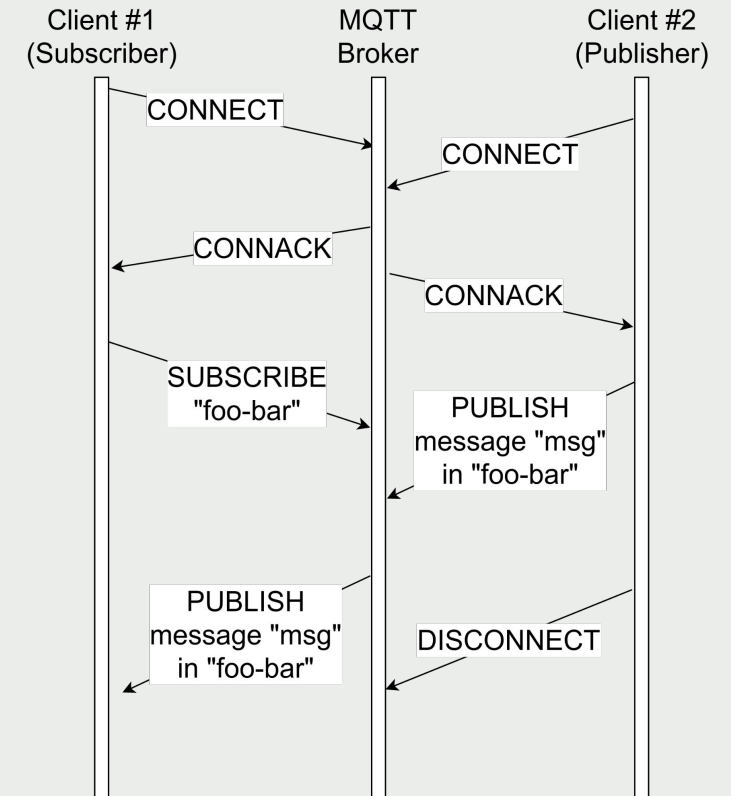 Client #1
(Subscriber)
MQTT
Broker
Client #2
(Publisher)
CONNECT
CONNECT
CONNACK
CONNACK
SUBSCRIBE
"foo-bar"
PUBLISH
message "msg"
in "foo-bar"
PUBLISH
message "msg"
in "foo-bar"
DISCONNECT